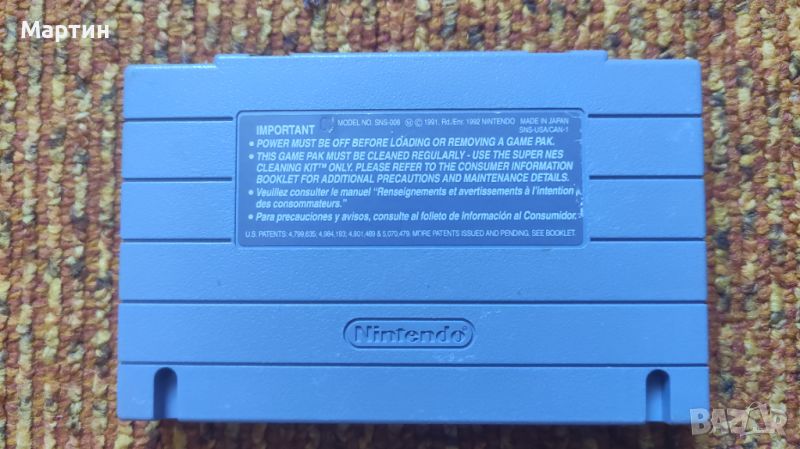 Мартин
MODEL NO. SNS-006 Ⓜ © 1991. Rd./Enr. 1992 NINTENDO MADE IN JAPAN
IMPORTANT SNS-USA/CAN-1
• POWER MUST BE OFF BEFORE LOADING OR REMOVING A GAME PAK.
• THIS GAME PAK MUST BE CLEANED REGULARLY - USE THE SUPER NES
CLEANING KIT™ ONLY. PLEASE REFER TO THE CONSUMER INFORMATION
BOOKLET FOR ADDITIONAL PRECAUTIONS AND MAINTENANCE DETAILS.
• Veuillez consulter le manuel "Renseignements et avertissements à l'intention
des consommateurs."
• Para precauciones y avisos, consulte al folleto de Información al Consumidor.
U.S. PATENTS: 4,799,635; 4,984,193; 4,801,489 & 5,070,479. MORE PATENTS ISSUED AND PENDING. SEE BOOKLET.
Nintendo®
BAZAR